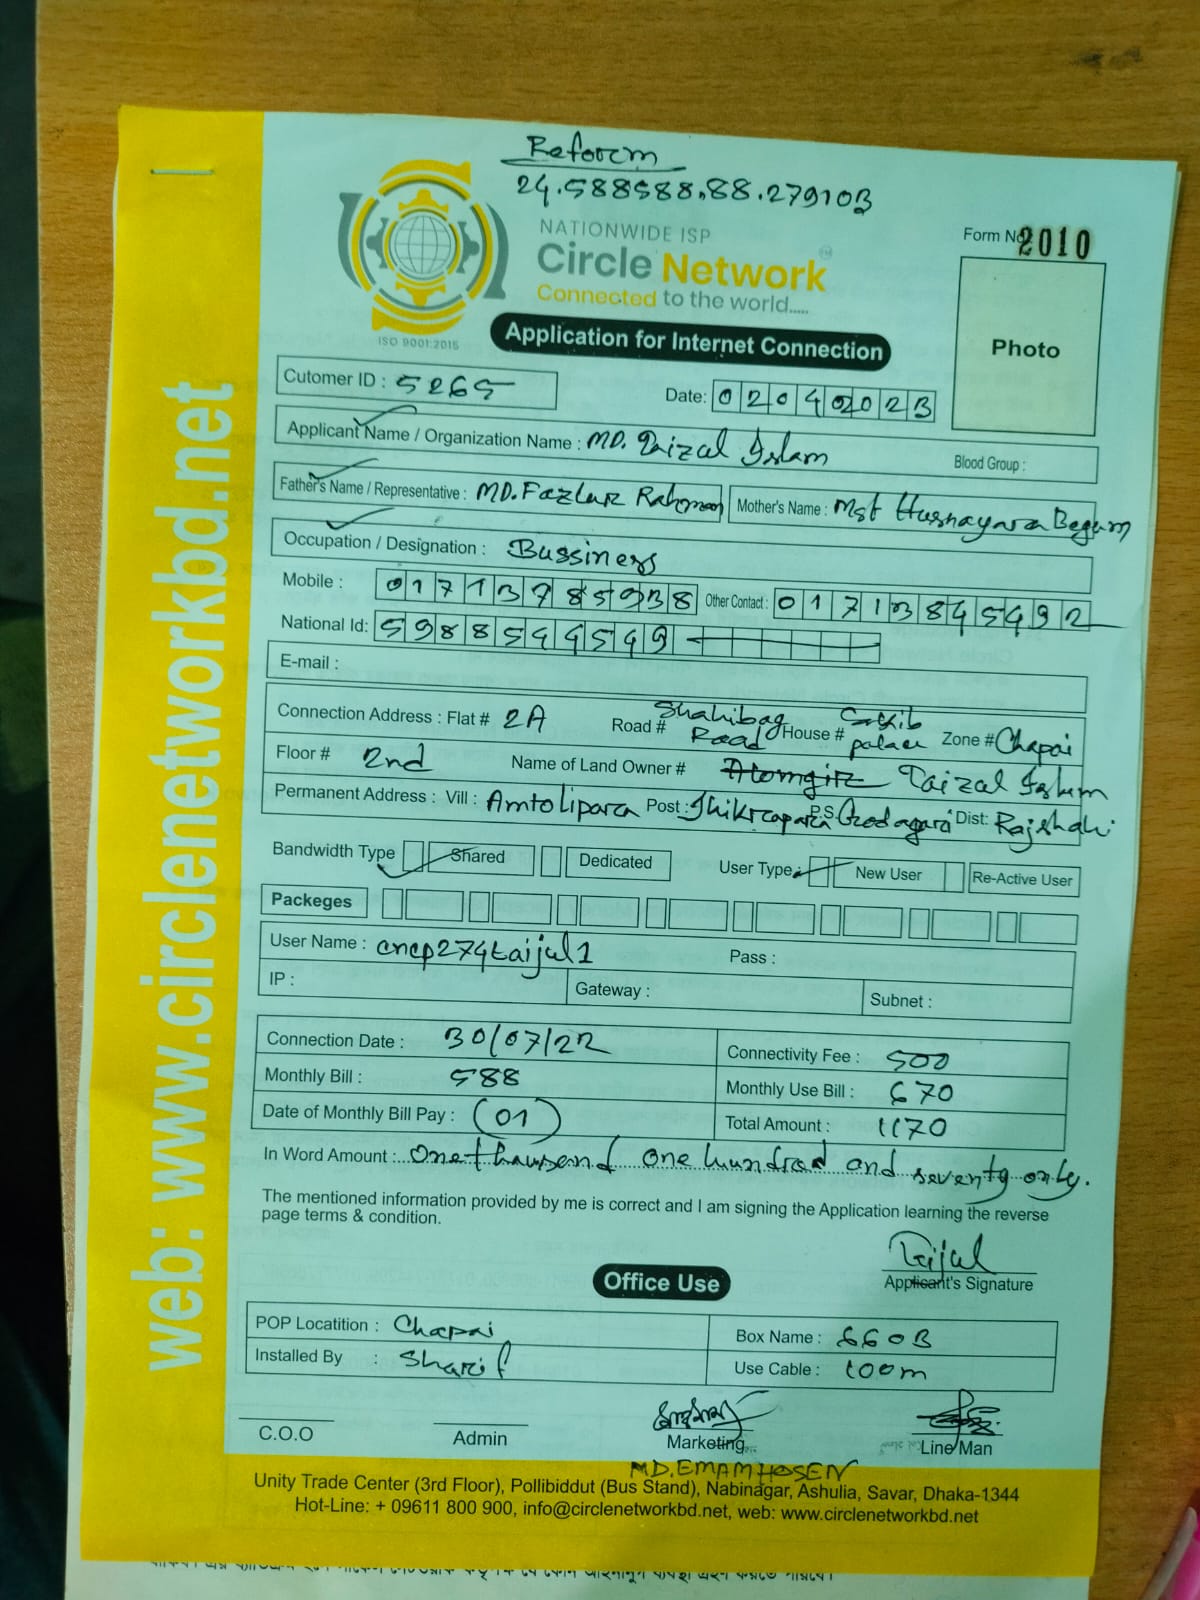 Reform
24.588588,88.279103
NATIONWIDE ISP
Circle Network
Connected to the world.....
ISO 9001:2015
Form No 2010
Application for Internet Connection
Photo
Cutomer ID : 5265
Date: 02042023
Applicant Name / Organization Name : MD. Taizal Islam
Blood Group :
Father's Name / Representative : MD. Fazlur Rahman
Mother's Name : Mst Husnayara Begum
Occupation / Designation : Bussiness
Mobile : 01713785938
Other Contact : 01713845492
National Id: 5988544549
E-mail :
Connection Address : Flat # 2A Road # Shahibag Road House # Sakib palace Zone # Chapai
Floor # 2nd Name of Land Owner # Taizal Islam
Permanent Address : Vill : Amtolipara Post : P.S Godagari Dist: Rajshahi
Bandwidth Type Shared Dedicated User Type : New User Re-Active User
Packeges
User Name : cncp274taijul1 Pass :
IP : Gateway : Subnet :
Connection Date : 30/07/22 Connectivity Fee : 500
Monthly Bill : 588 Monthly Use Bill : 670
Date of Monthly Bill Pay : (01) Total Amount : 1170
In Word Amount :.. One thousend one hundrad and seventy only.
The mentioned information provided by me is correct and I am signing the Application learning the reverse
page terms & condition.
Taijul
Applicant's Signature
Office Use
POP Locatition : Chapai Box Name : 660B
Installed By : Sharif Use Cable : 100m
C.O.O
Admin
Marketing
Line Man
MD. EMAM HOSEN
Unity Trade Center (3rd Floor), Pollibiddut (Bus Stand), Nabinagar, Ashulia, Savar, Dhaka-1344
Hot-Line: + 09611 800 900, info@circlenetworkbd.net, web: www.circlenetworkbd.net
web: www.circlenetworkbd.net